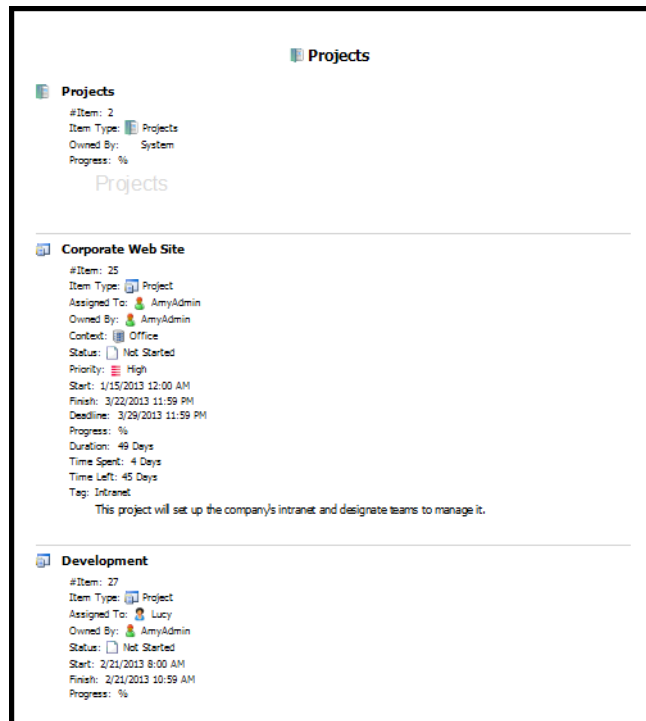 Projects
Projects
#Item: 2
Item Type: Projects
Owned By: System
Progress: %
Projects
Corporate Web Site
#Item: 25
Item Type: Project
Assigned To: AmyAdmin
Owned By: AmyAdmin
Context: Office
Status: Not Started
Priority: High
Start: 1/15/2013 12:00 AM
Finish: 3/22/2013 11:59 PM
Deadline: 3/29/2013 11:59 PM
Progress: %
Duration: 49 Days
Time Spent: 4 Days
Time Left: 45 Days
Tag: Intranet
This project will set up the company's intranet and designate teams to manage it.
Development
#Item: 27
Item Type: Project
Assigned To: Lucy
Owned By: AmyAdmin
Status: Not Started
Start: 2/21/2013 8:00 AM
Finish: 2/21/2013 10:59 AM
Progress: %